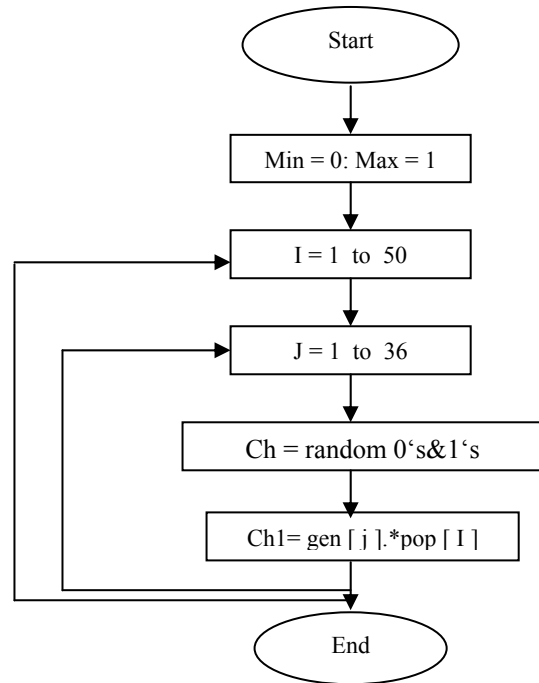 Start
Min = 0: Max = 1
I = 1 to 50
J = 1 to 36
Ch = random 0‘s&1‘s
Ch1= gen [ j ].*pop [ I ]
End